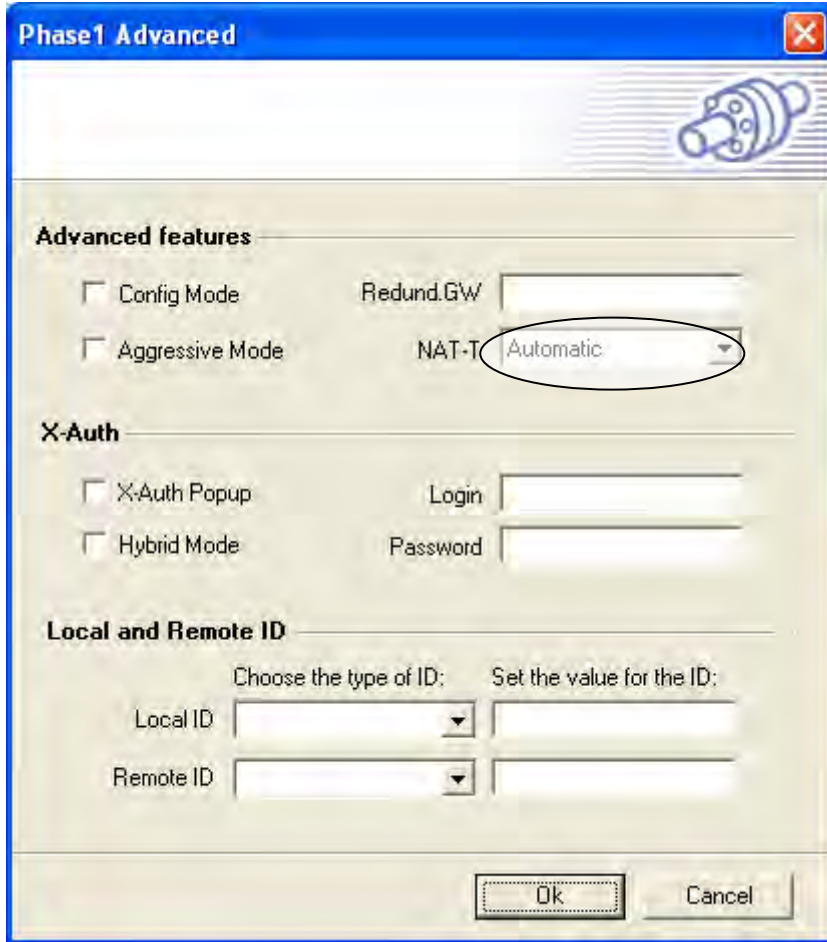 Phase1 Advanced
Advanced features
Config Mode Redund.GW
Aggressive Mode NAT-T Automatic
X-Auth
X-Auth Popup Login
Hybrid Mode Password
Local and Remote ID
Choose the type of ID: Set the value for the ID:
Local ID
Remote ID
Ok Cancel